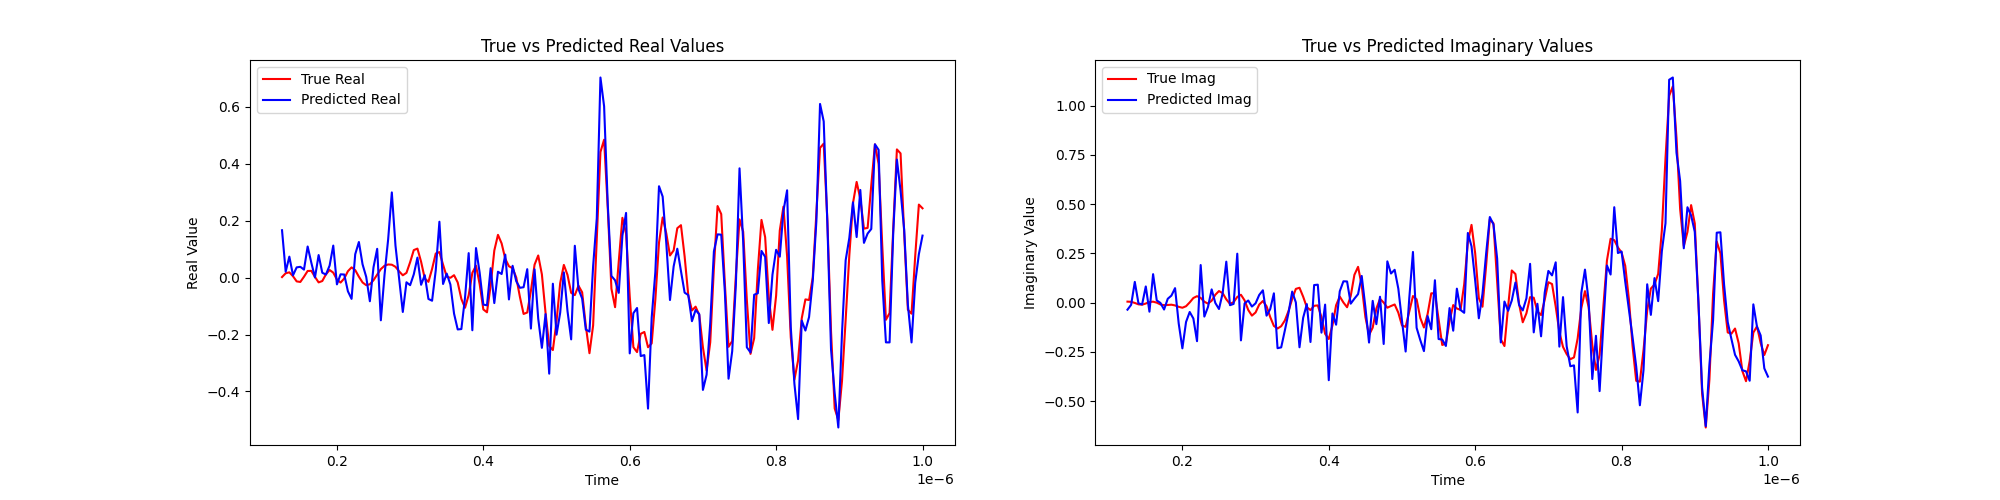 True vs Predicted Real Values
True Real
Predicted Real
Real Value
0.6
0.4
0.2
0.0
−0.2
−0.4
0.2
0.4
0.6
0.8
1.0
1e−6
Time
True vs Predicted Imaginary Values
True Imag
Predicted Imag
Imaginary Value
1.00
0.75
0.50
0.25
0.00
−0.25
−0.50
0.2
0.4
0.6
0.8
1.0
1e−6
Time